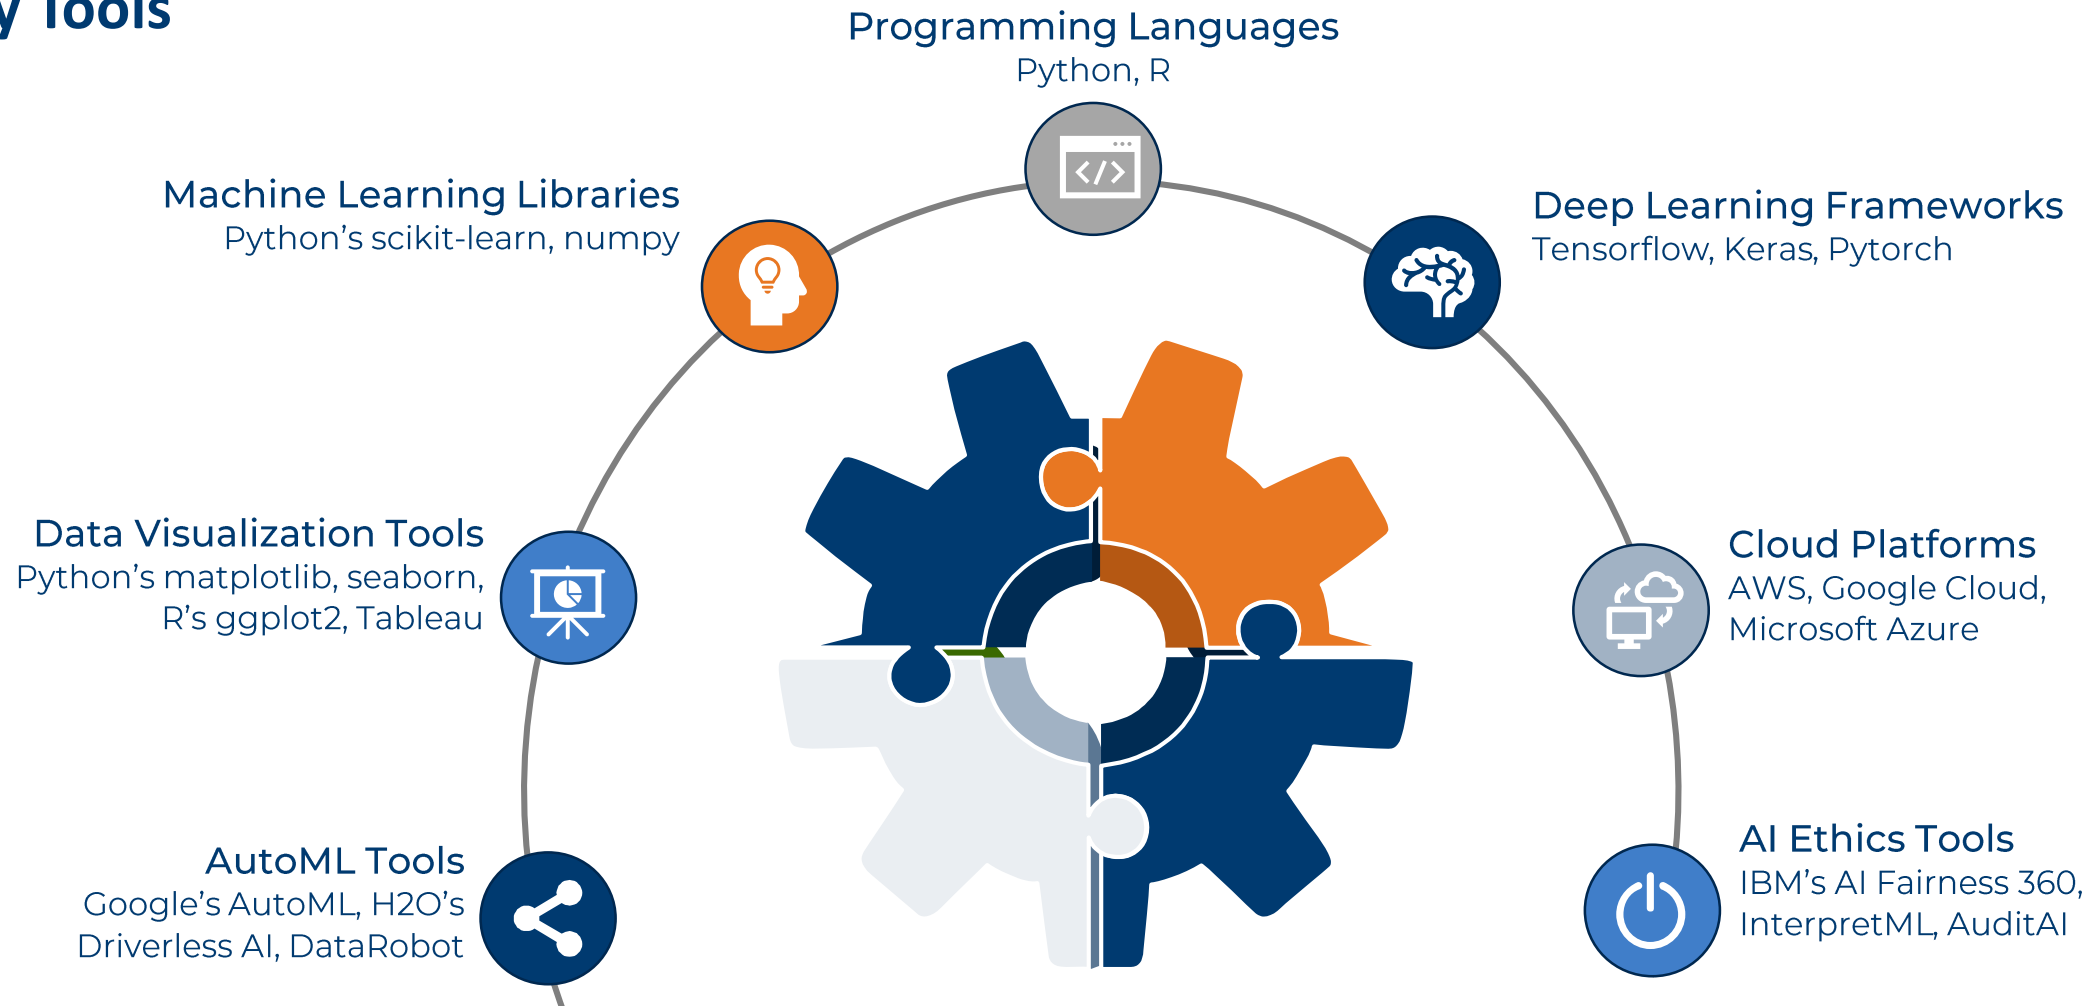 y Tools
Programming Languages
Python, R
Machine Learning Libraries
Python’s scikit-learn, numpy
Deep Learning Frameworks
Tensorflow, Keras, Pytorch
Data Visualization Tools
Python’s matplotlib, seaborn,
R’s ggplot2, Tableau
Cloud Platforms
AWS, Google Cloud,
Microsoft Azure
AutoML Tools
Google’s AutoML, H2O’s
Driverless AI, DataRobot
AI Ethics Tools
IBM’s AI Fairness 360,
InterpretML, AuditAI